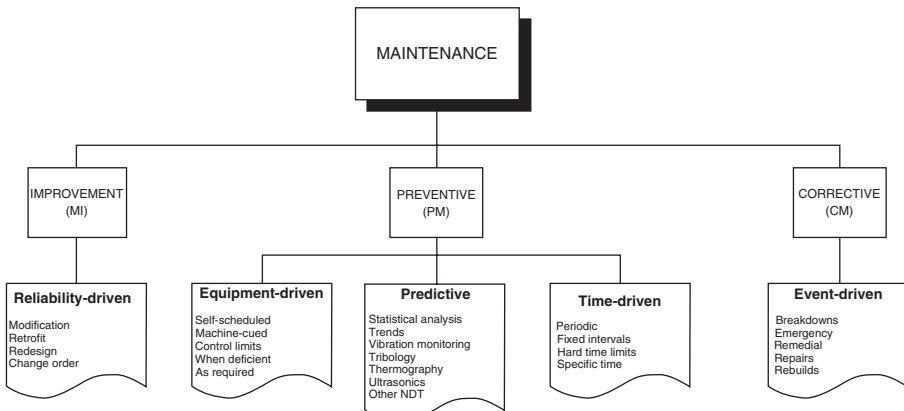 MAINTENANCE
IMPROVEMENT
(MI)
PREVENTIVE
(PM)
CORRECTIVE
(CM)
Reliability-driven
Modification
Retrofit
Redesign
Change order
Equipment-driven
Self-scheduled
Machine-cued
Control limits
When deficient
As required
Predictive
Statistical analysis
Trends
Vibration monitoring
Tribology
Thermography
Ultrasonics
Other NDT
Time-driven
Periodic
Fixed intervals
Hard time limits
Specific time
Event-driven
Breakdowns
Emergency
Remedial
Repairs
Rebuilds